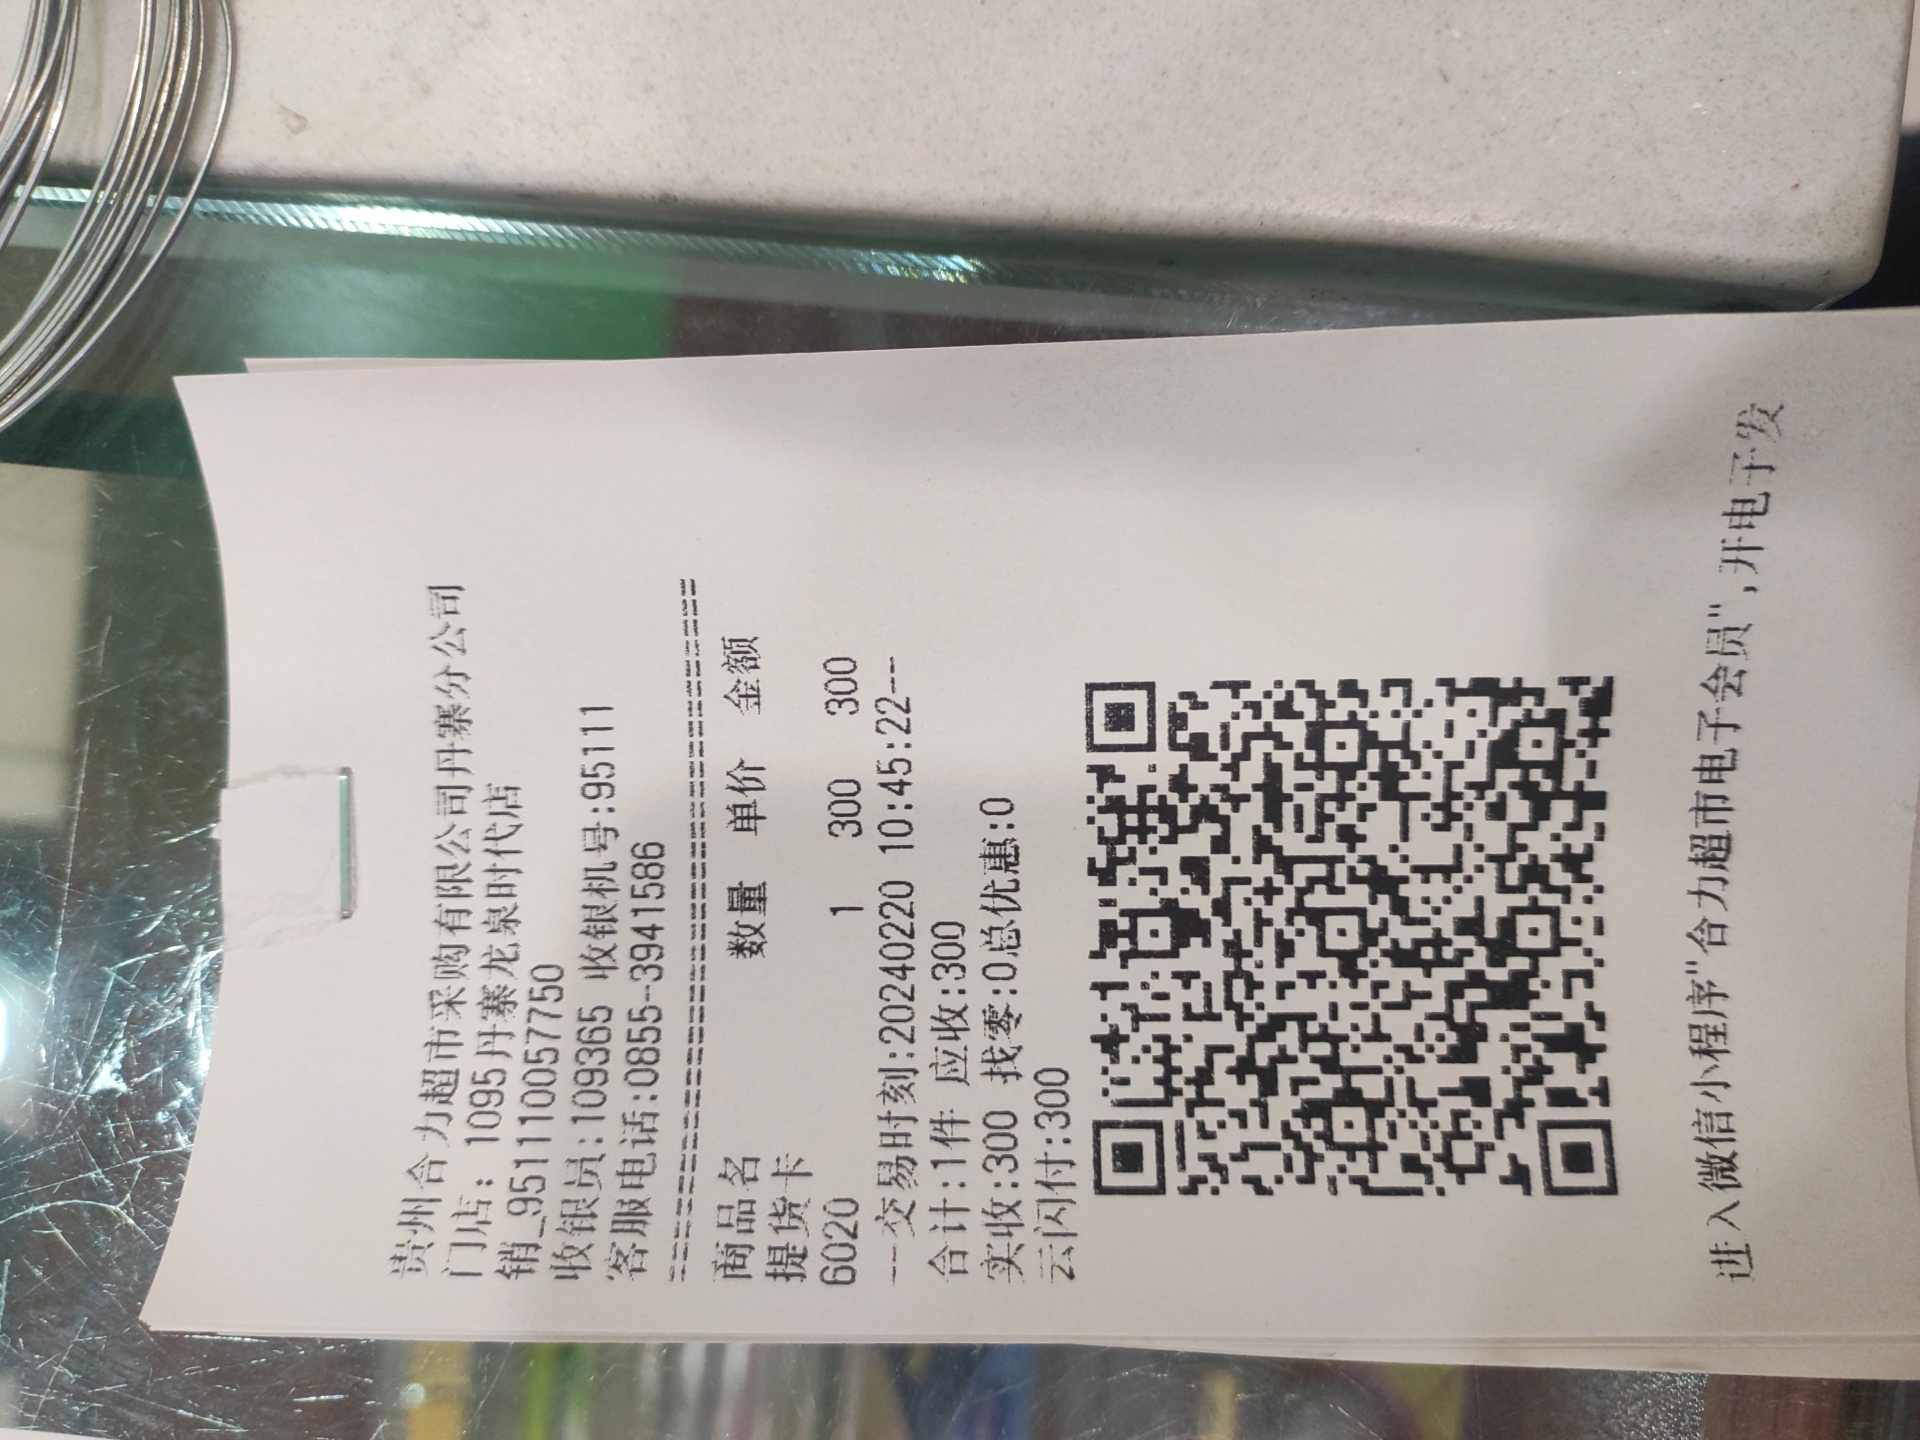 贵州合力超市采购有限公司丹寨分公司
门店: 1095丹寨龙泉时代店
销_9511110057750
收银员:109365 收银机号:95111
客服电话:0855-3941586
======================================
商品名 数量 单价 金额
提货卡
6020 1 300 300
--交易时刻:20240220 10:45:22--
合计:1件 应收:300
实收:300 找零:0总优惠:0
云闪付:300
进入微信小程序"合力超市电子会员",开电子发